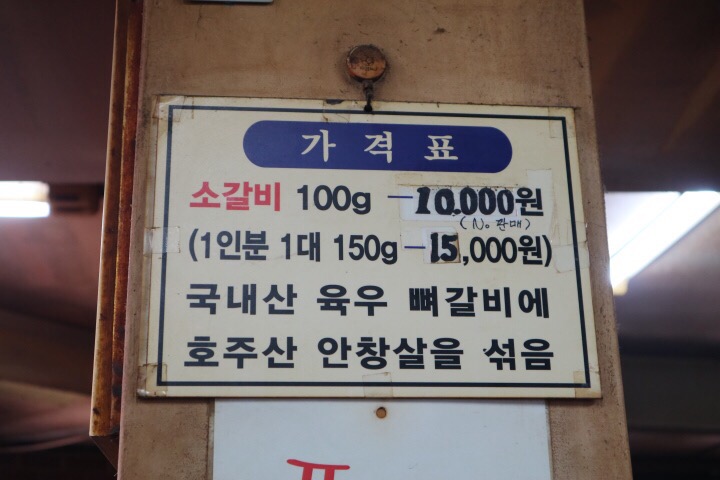 가격표
소갈비 100g - 10,000원
(No 판매)
(1인분 1대 150g - 15,000원)
국내산 육우 뼈갈비에
호주산 안창살을 섞음